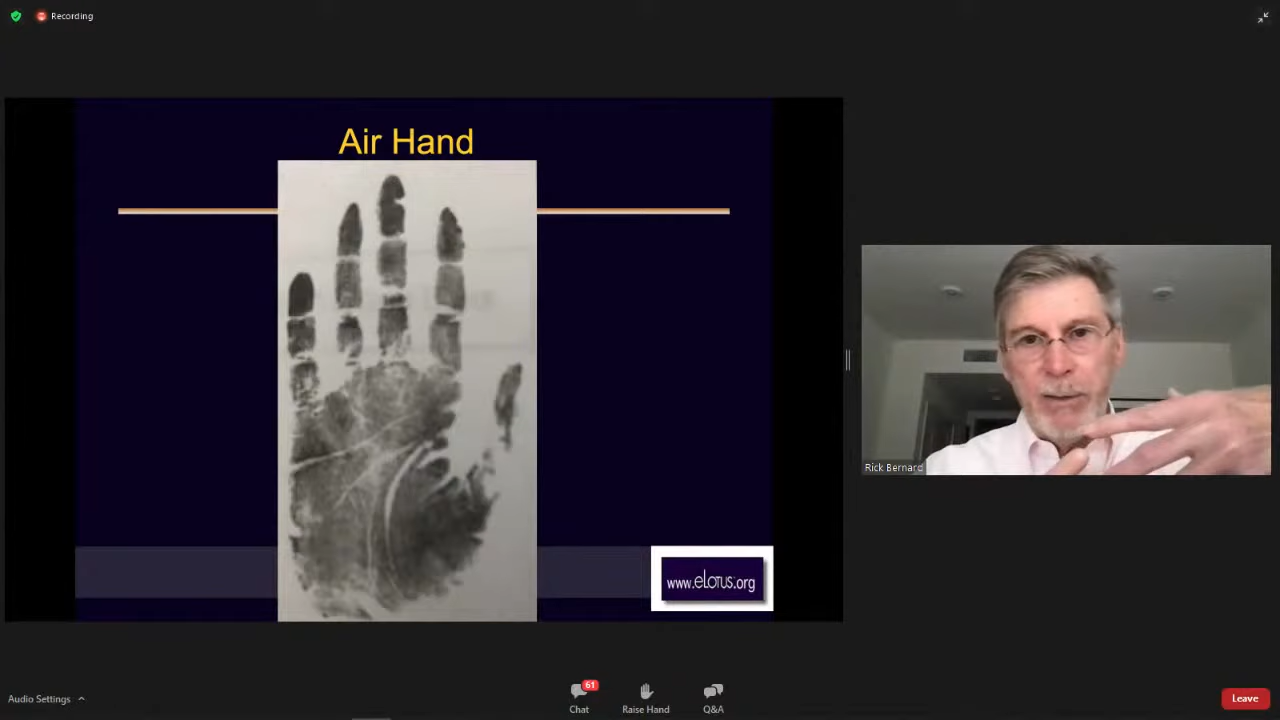 Recording
Air Hand
Rick Bernard
www.eLOTUS.org
Audio Settings
61
Chat
Raise Hand
Q&A
Leave